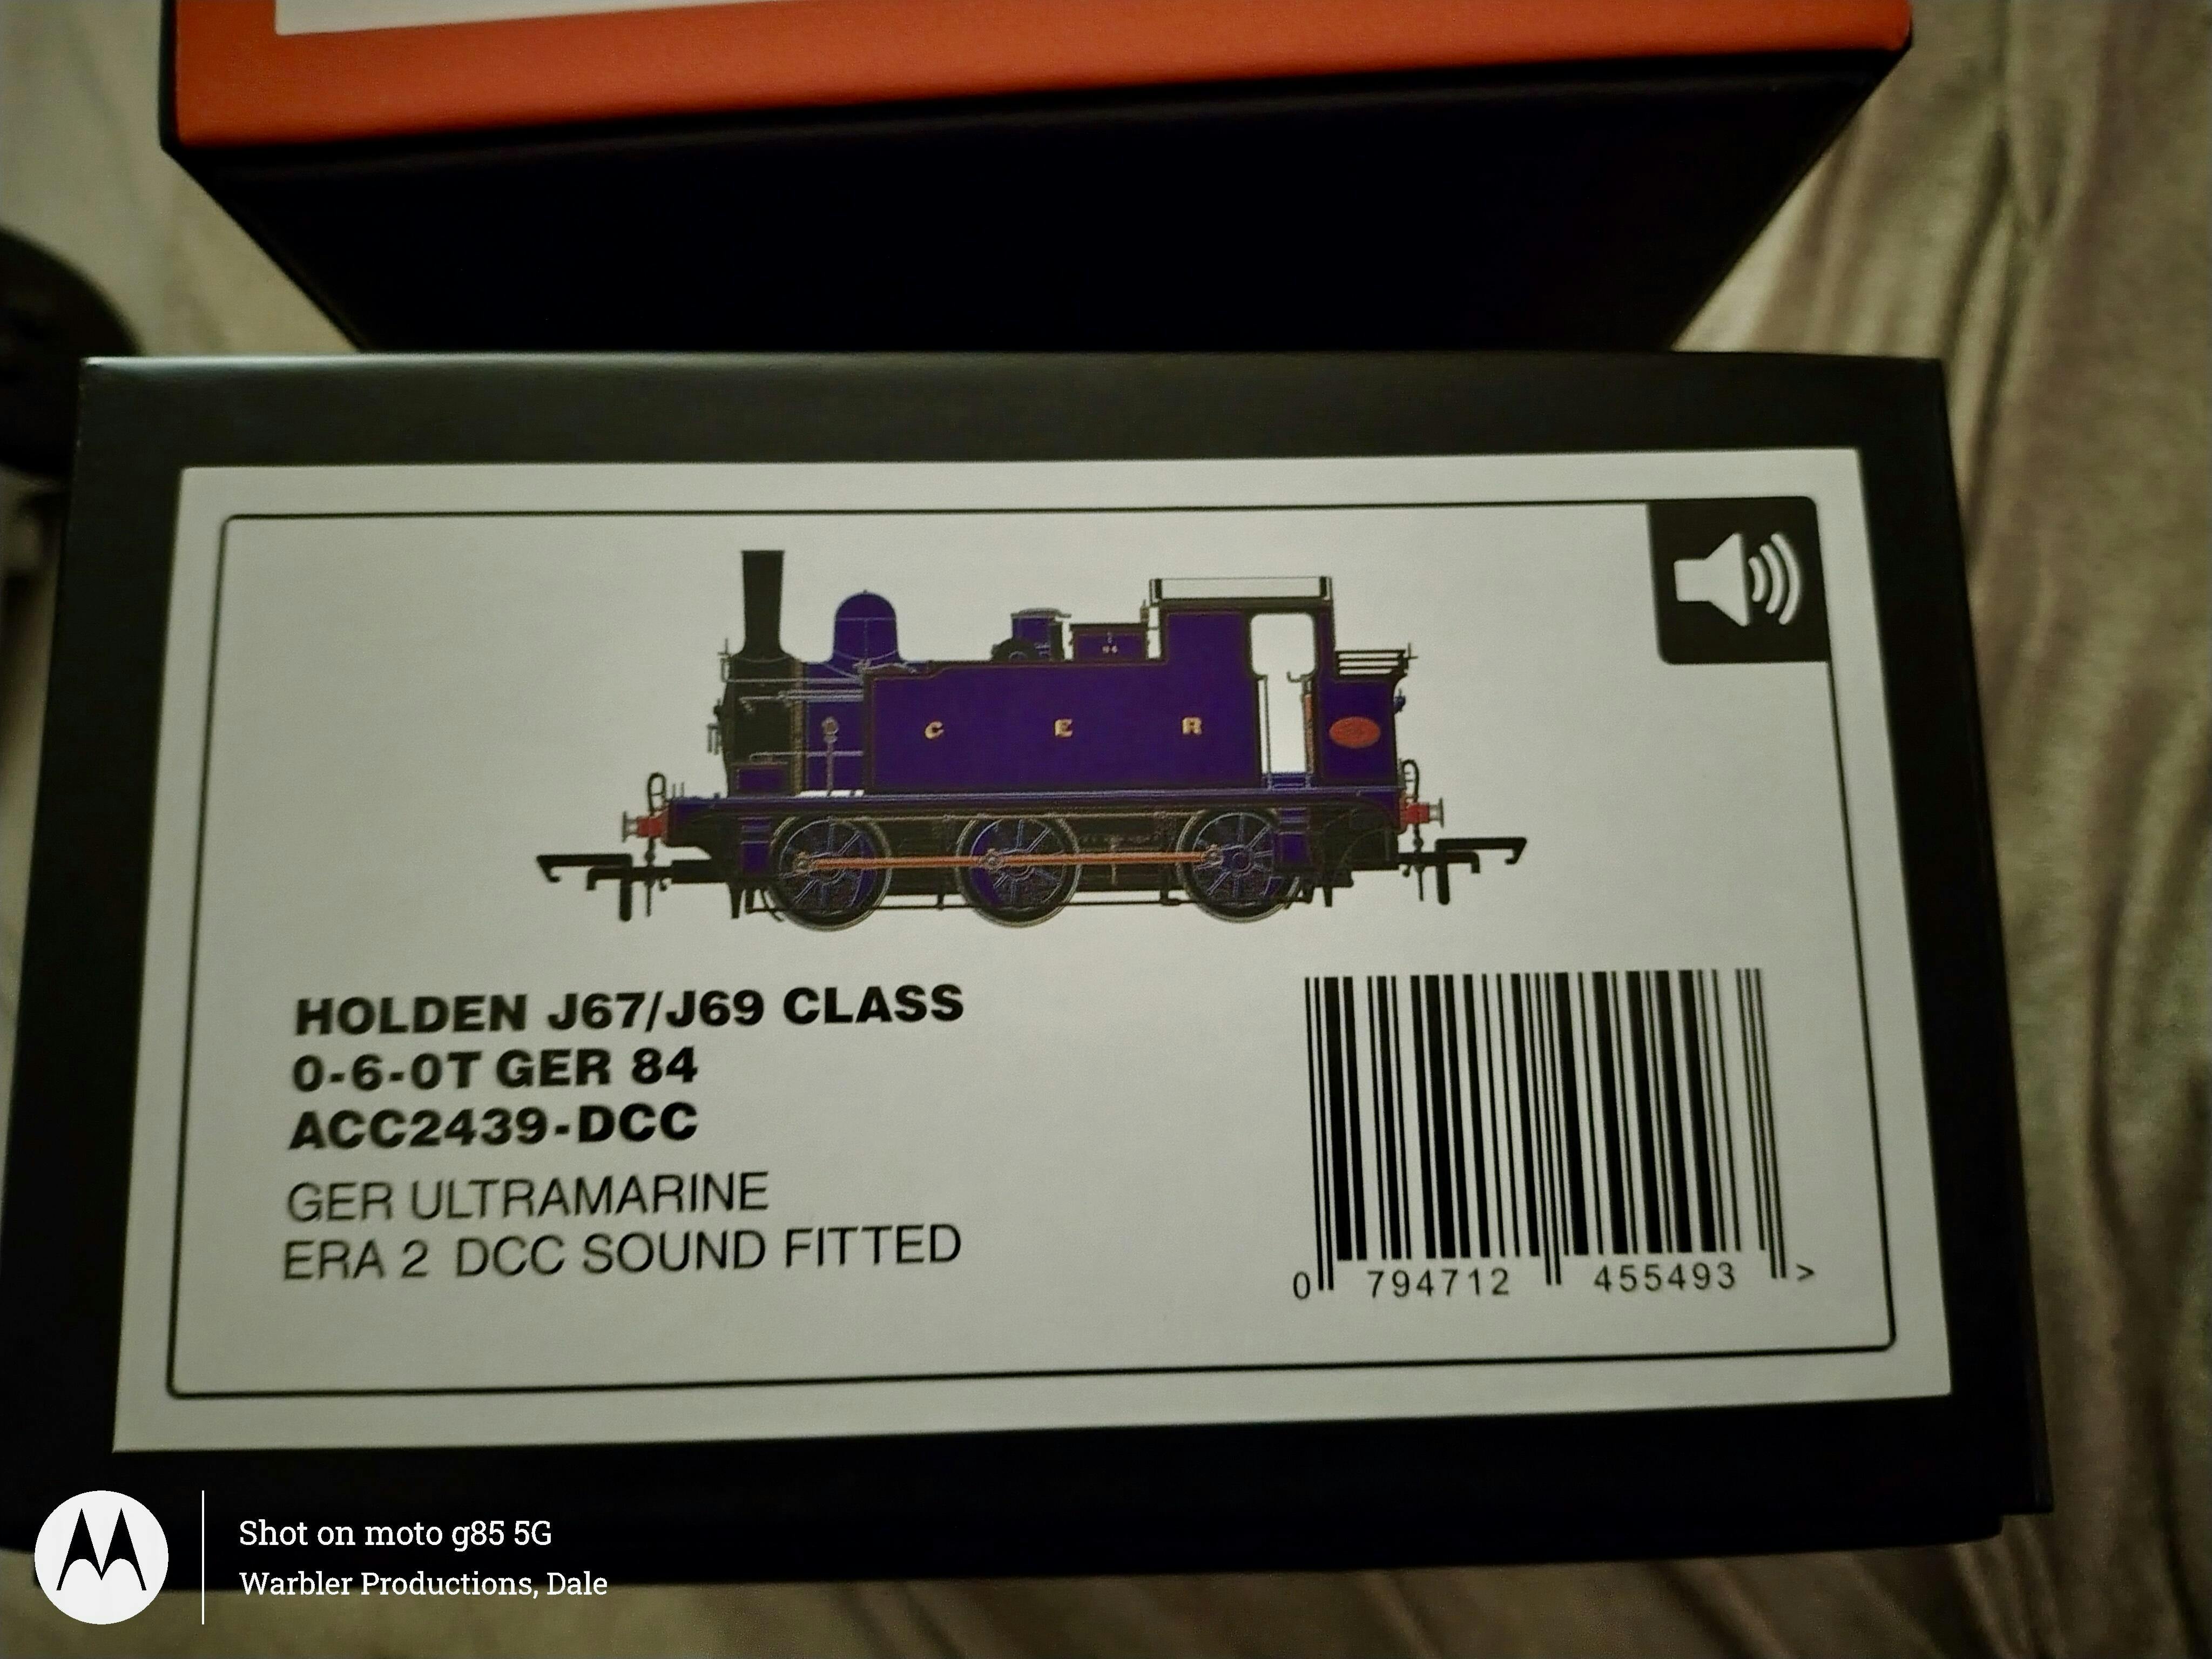 G E R
84
HOLDEN J67/J69 CLASS
0-6-0T GER 84
ACC2439-DCC
GER ULTRAMARINE
ERA 2 DCC SOUND FITTED
0 794712 455493 >
Shot on moto g85 5G
Warbler Productions, Dale